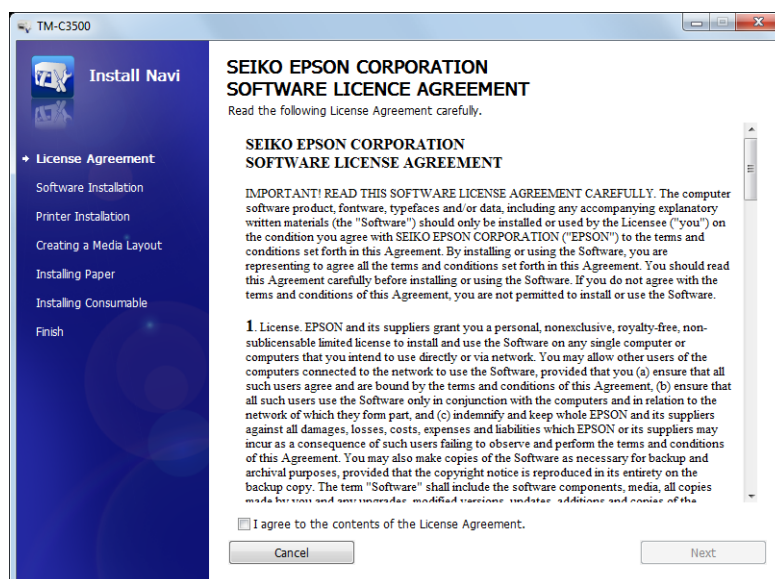 TM-C3500
Install Navi
License Agreement
Software Installation
Printer Installation
Creating a Media Layout
Installing Paper
Installing Consumable
Finish
SEIKO EPSON CORPORATION
SOFTWARE LICENCE AGREEMENT
Read the following License Agreement carefully.
SEIKO EPSON CORPORATION
SOFTWARE LICENSE AGREEMENT
IMPORTANT! READ THIS SOFTWARE LICENSE AGREEMENT CAREFULLY. The computer
software product, fontware, typefaces and/or data, including any accompanying explanatory
written materials (the "Software") should only be installed or used by the Licensee ("you") on
the condition you agree with SEIKO EPSON CORPORATION ("EPSON") to the terms and
conditions set forth in this Agreement. By installing or using the Software, you are
representing to agree all the terms and conditions set forth in this Agreement. You should read
this Agreement carefully before installing or using the Software. If you do not agree with the
terms and conditions of this Agreement, you are not permitted to install or use the Software.
1. License. EPSON and its suppliers grant you a personal, nonexclusive, royalty-free, non-
sublicensable limited license to install and use the Software on any single computer or
computers that you intend to use directly or via network. You may allow other users of the
computers connected to the network to use the Software, provided that you (a) ensure that all
such users agree and are bound by the terms and conditions of this Agreement, (b) ensure that
all such users use the Software only in conjunction with the computers and in relation to the
network of which they form part, and (c) indemnify and keep whole EPSON and its suppliers
against all damages, losses, costs, expenses and liabilities which EPSON or its suppliers may
incur as a consequence of such users failing to observe and perform the terms and conditions
of this Agreement. You may also make copies of the Software as necessary for backup and
archival purposes, provided that the copyright notice is reproduced in its entirety on the
backup copy. The term "Software" shall include the software components, media, all copies
made by you and any upgrades, modified versions, updates, additions and copies of the
I agree to the contents of the License Agreement.
Cancel
Next